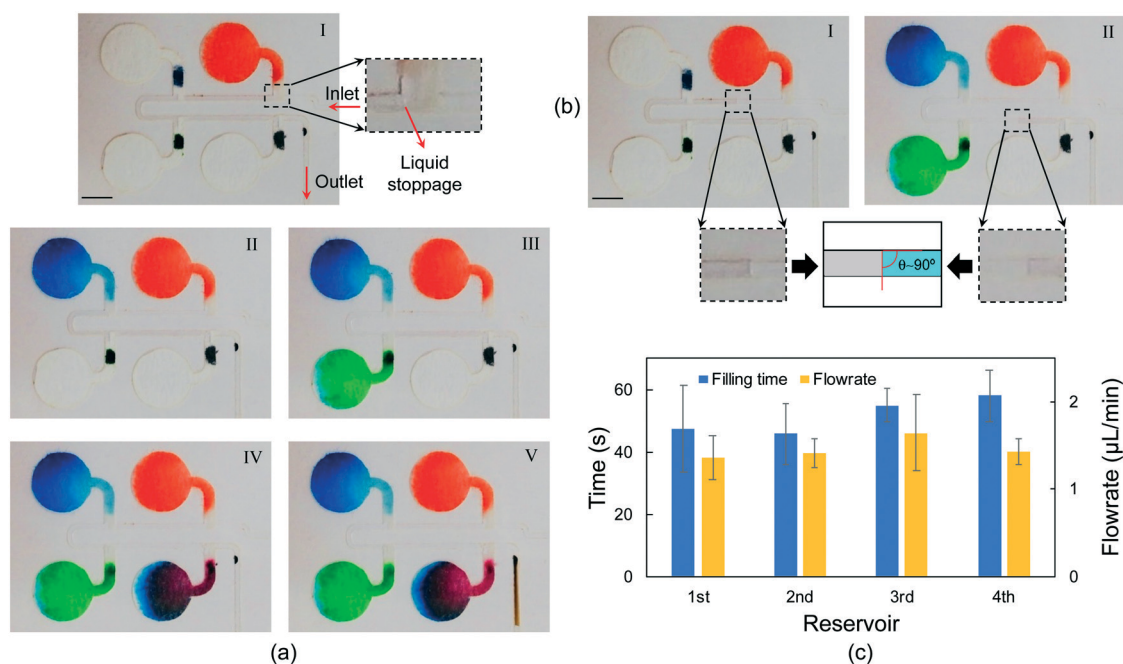 I
Inlet
Liquid
stoppage
Outlet
II
III
IV
V
(a)
(b)
I
II
θ~90º
Filling time
Flowrate
Time (s)
60
40
20
0
Flowrate (µL/min)
2
1
0
1st
2nd
3rd
4th
Reservoir
(c)